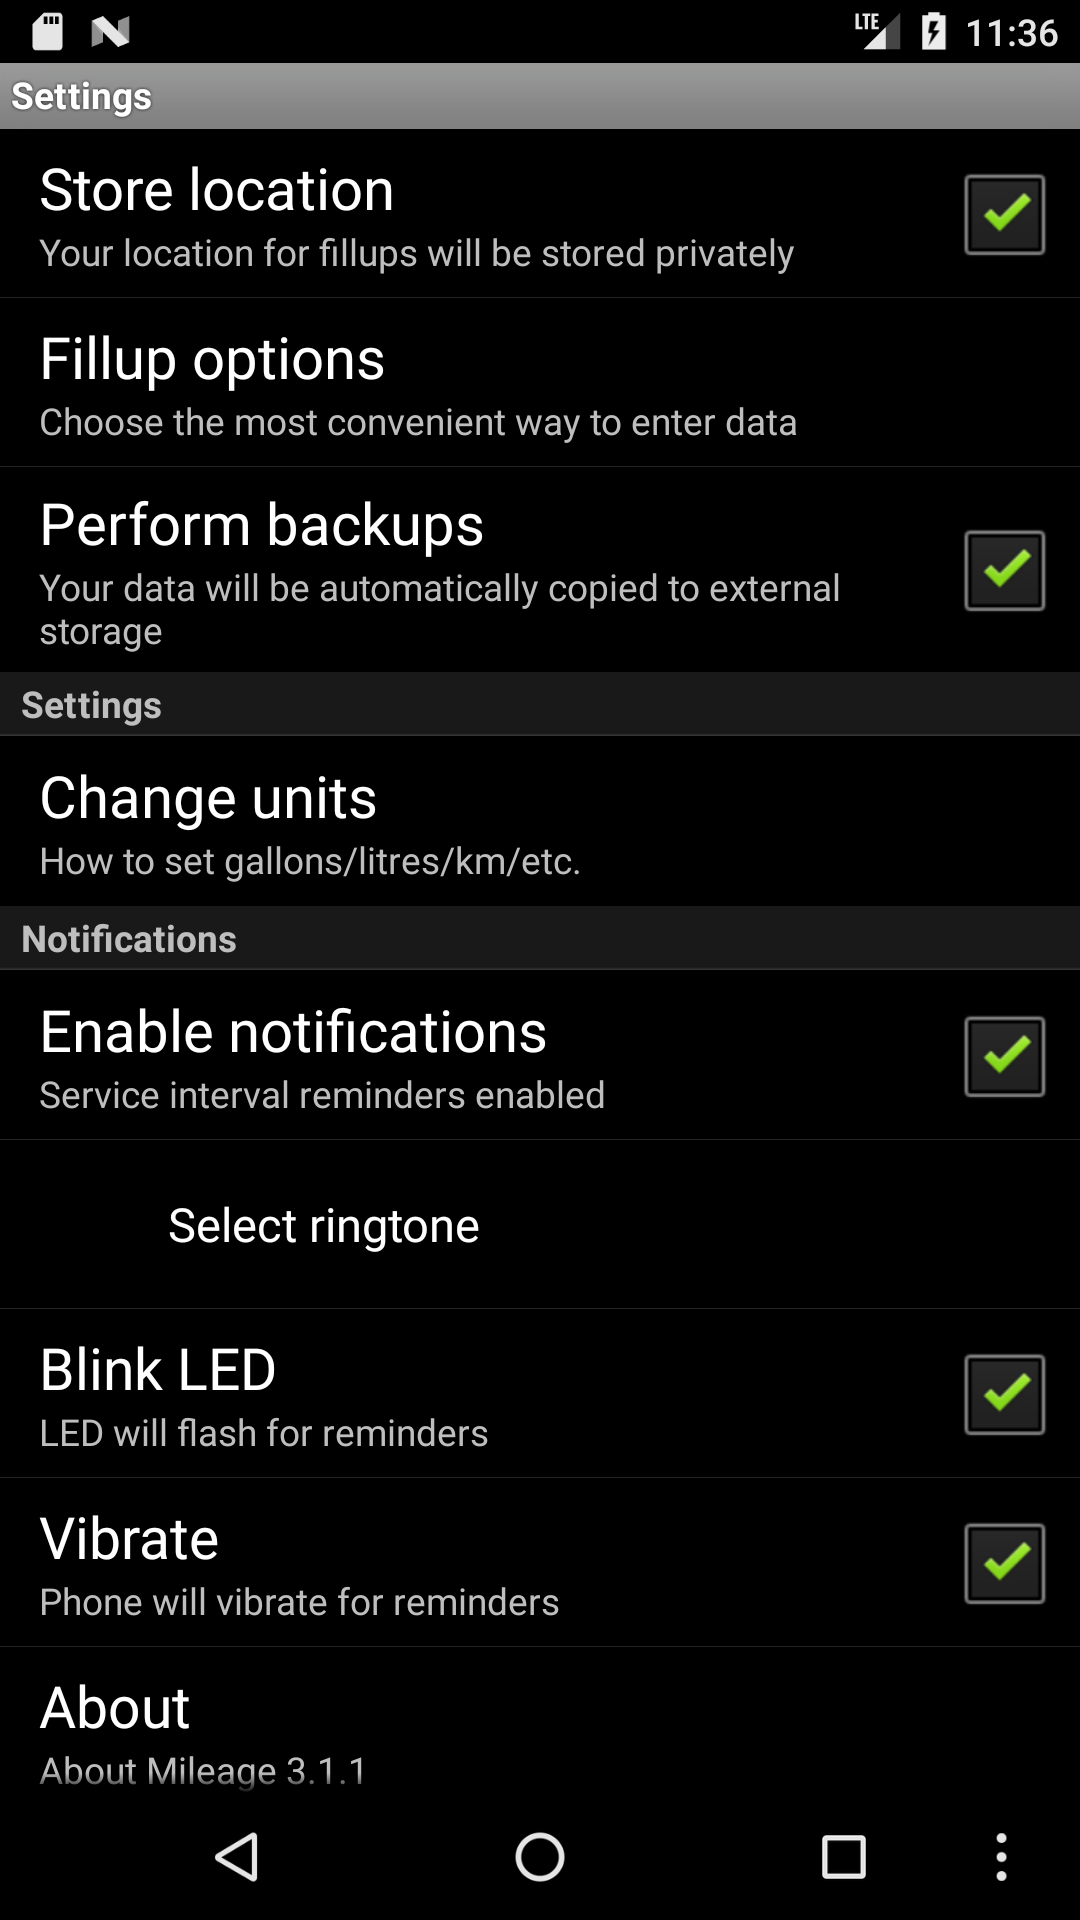 LTE 11:36
Settings
Store location
Your location for fillups will be stored privately
Fillup options
Choose the most convenient way to enter data
Perform backups
Your data will be automatically copied to external
storage
Settings
Change units
How to set gallons/litres/km/etc.
Notifications
Enable notifications
Service interval reminders enabled
Select ringtone
Blink LED
LED will flash for reminders
Vibrate
Phone will vibrate for reminders
About
About Mileage 3.1.1